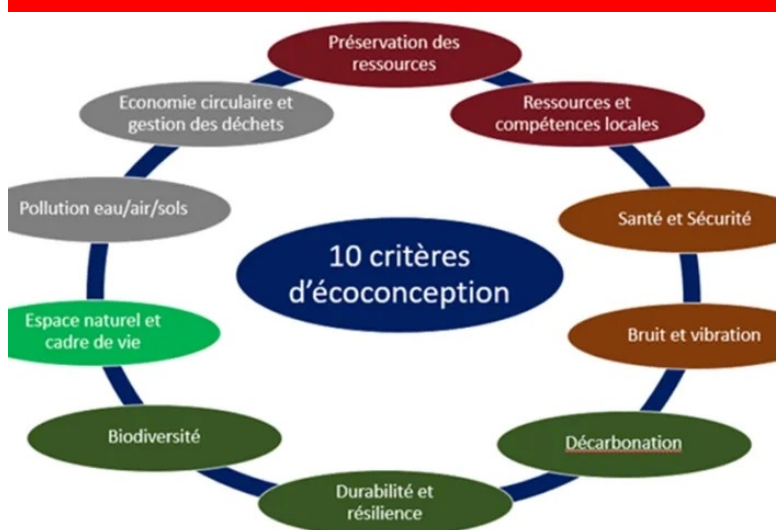 Préservation des
ressources
Ressources et
compétences locales
Santé et Sécurité
Bruit et vibration
Décarbonation
Durabilité et
résilience
Biodiversité
Espace naturel et
cadre de vie
Pollution eau/air/sols
Economie circulaire et
gestion des déchets
10 critères
d'écoconception